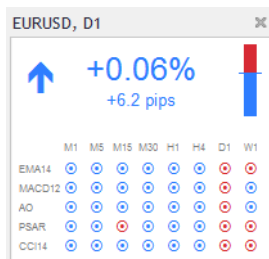 EURUSD, D1
+0.06%
+6.2 pips
M1 M5 M15 M30 H1 H4 D1 W1
EMA14
MACD12
AO
PSAR
CCI14